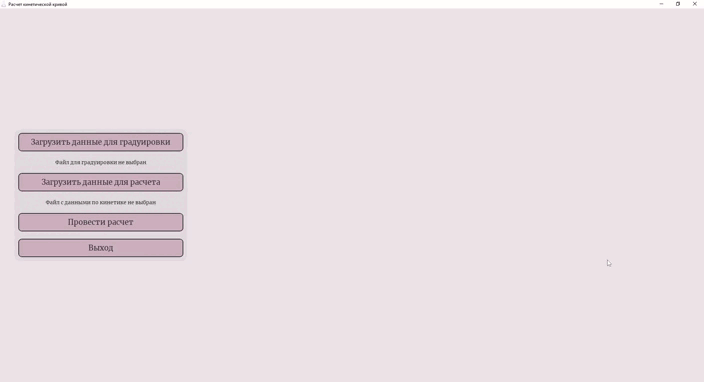 Расчет кинетической кривой
Загрузить данные для градуировки
Файл для градуировки не выбран
Загрузить данные для расчета
Файл с данными по кинетике не выбран
Провести расчет
Выход